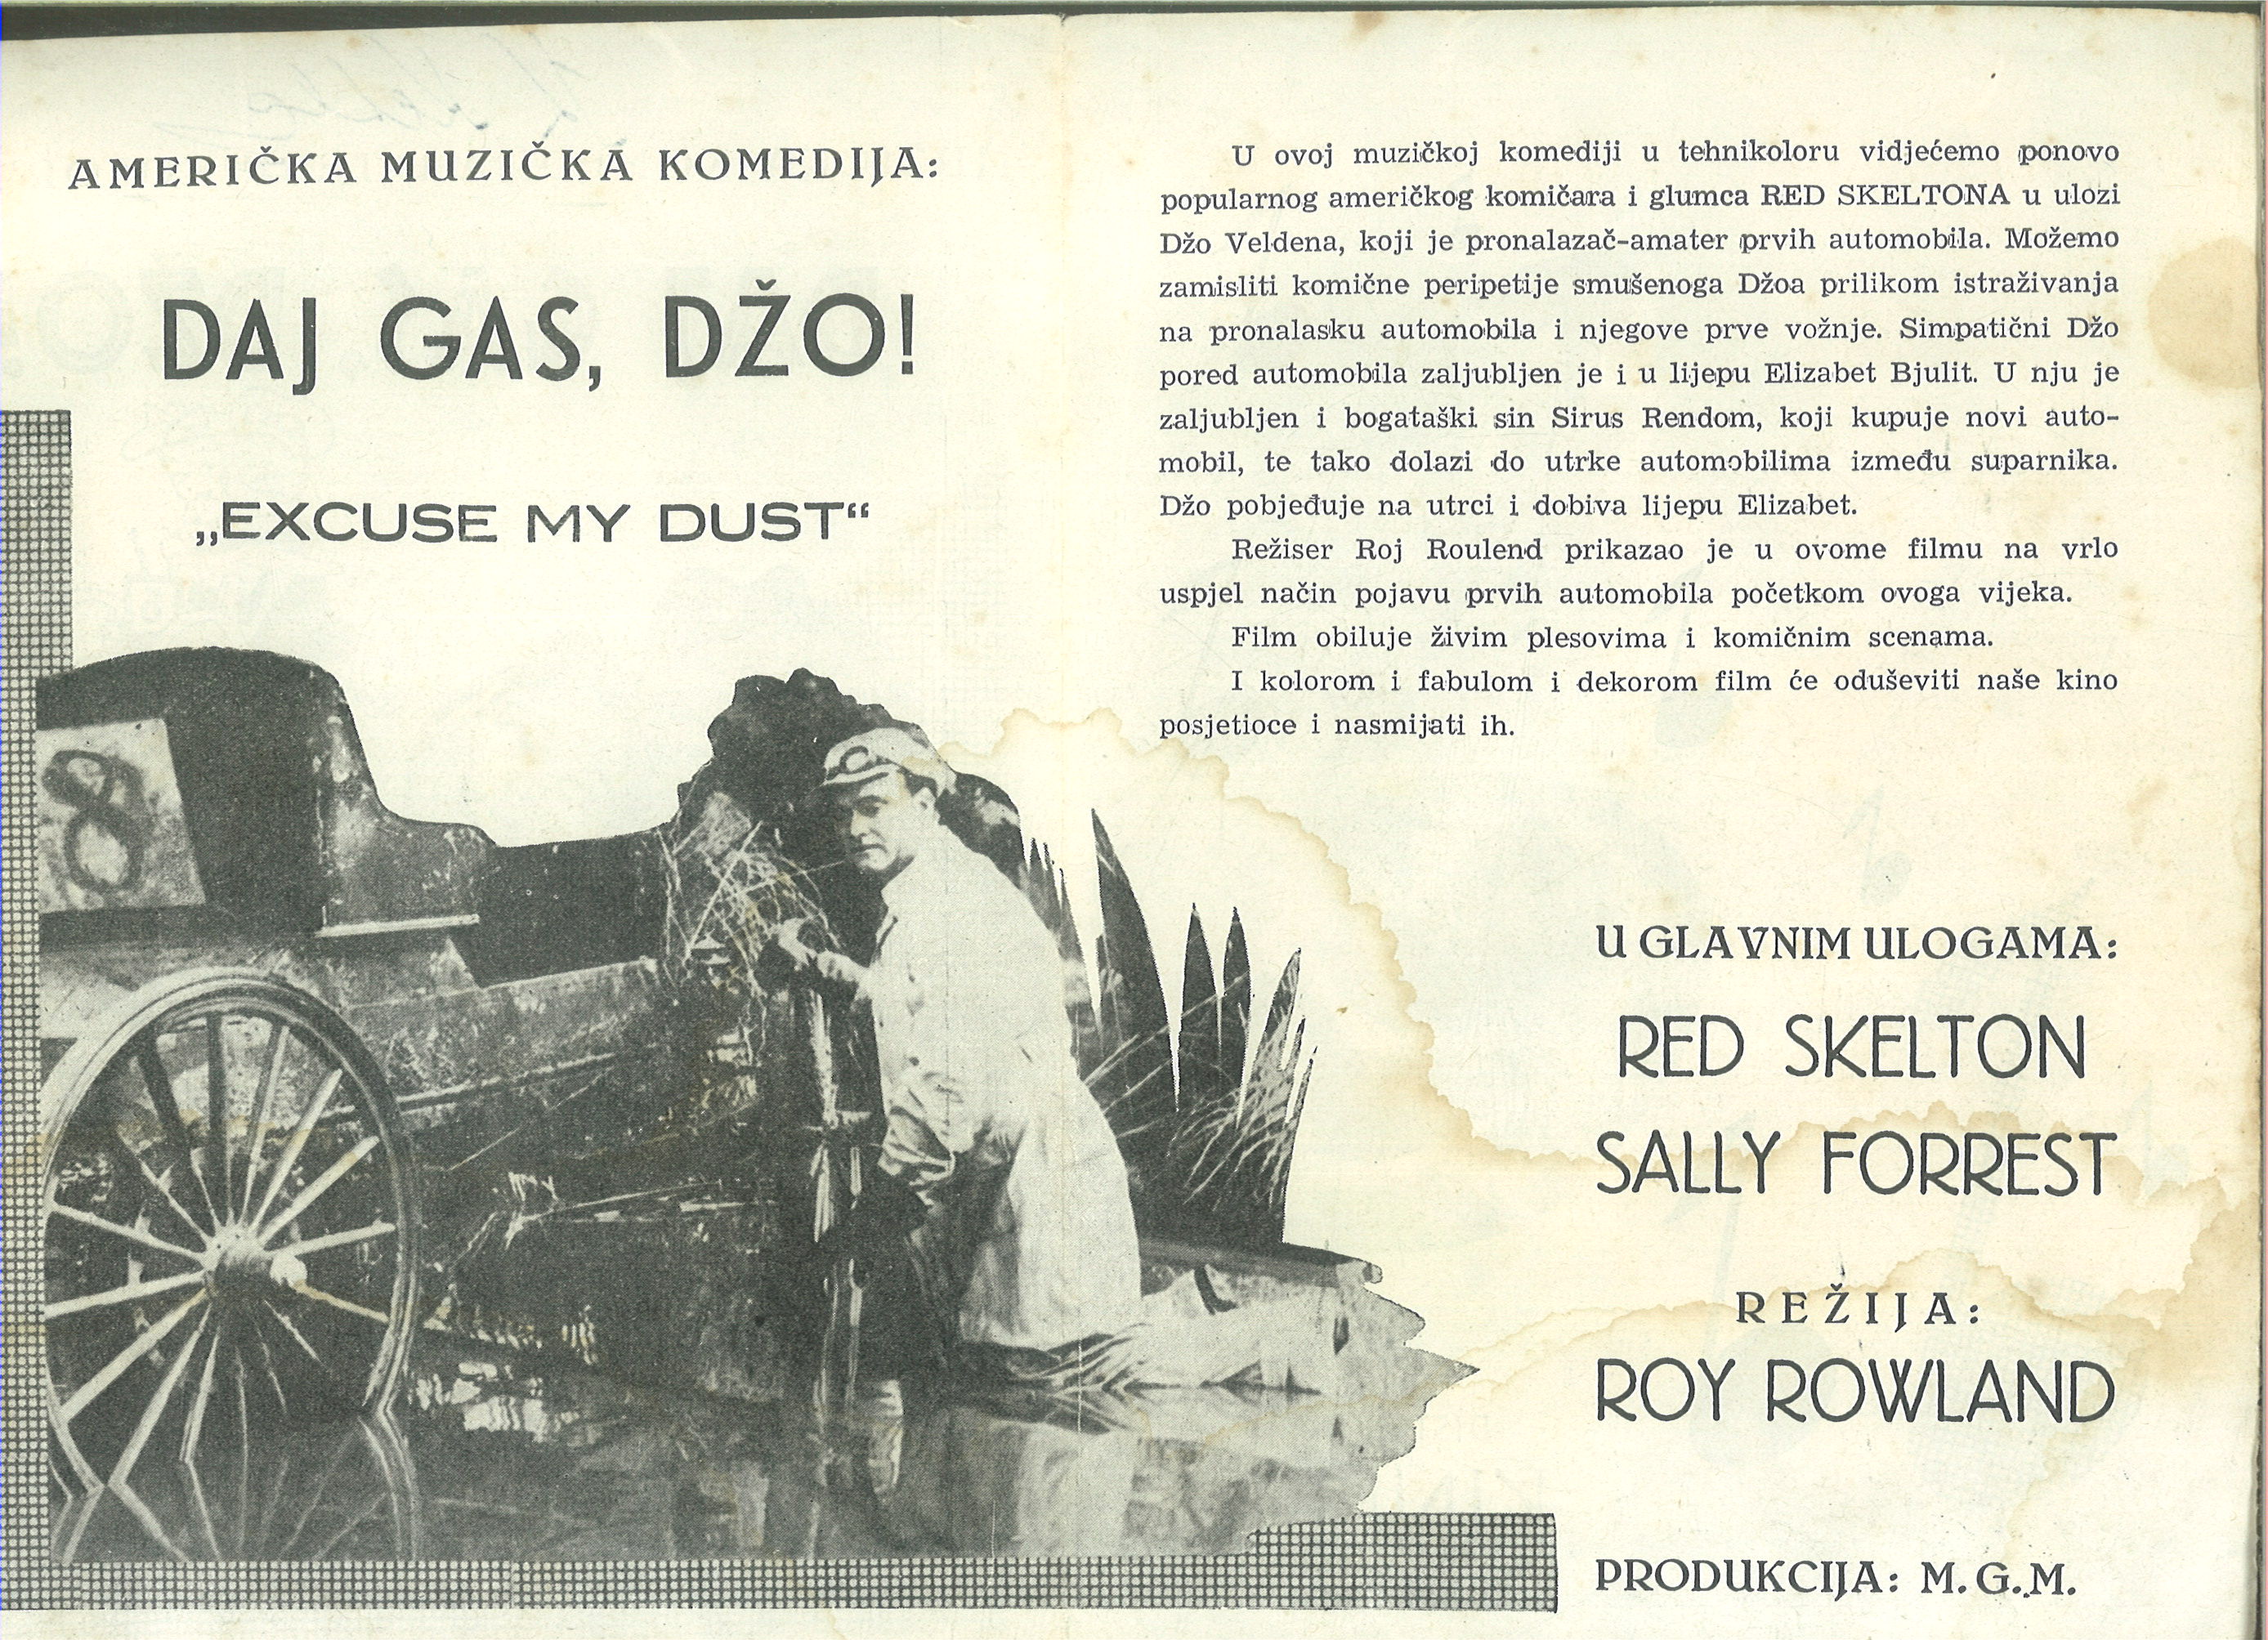 AMERIČKA MUZIČKA KOMEDIJA:
DAJ GAS, DŽO!
„EXCUSE MY DUST“
8
U ovoj muzičkoj komediji u tehnikoloru vidjećemo ponovo
popularnog američkog komičara i glumca RED SKELTONA u ulozi
Džo Veldena, koji je pronalazač-amater prvih automobila. Možemo
zamisliti komične peripetije smušenoga Džoa prilikom istraživanja
na pronalasku automobila i njegove prve vožnje. Simpatični Džo
pored automobila zaljubljen je i u lijepu Elizabet Bjulit. U nju je
zaljubljen i bogataški sin Sirus Rendom, koji kupuje novi auto-
mobil, te tako dolazi do utrke automobilima između suparnika.
Džo pobjeđuje na utrci i dobiva lijepu Elizabet.
Režiser Roj Roulend prikazao je u ovome filmu na vrlo
uspjel način pojavu prvih automobila početkom ovoga vijeka.
Film obiluje živim plesovima i komičnim scenama.
I kolorom i fabulom i dekorom film će oduševiti naše kino
posjetioce i nasmijati ih.
U GLAVNIM ULOGAMA:
RED SKELTON
SALLY FORREST
REŽIJA:
ROY ROWLAND
PRODUKCIJA: M.G.M.